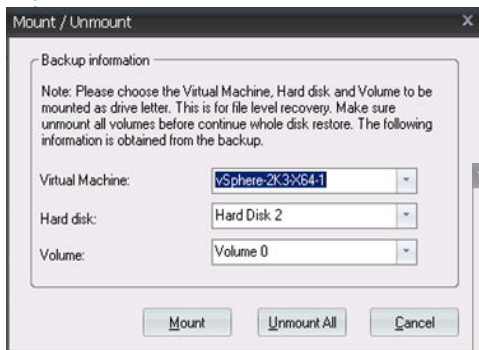 Mount / Unmount
x
Backup information
Note: Please choose the Virtual Machine, Hard disk and Volume to be
mounted as drive letter. This is for file level recovery. Make sure
unmount all volumes before continue whole disk restore. The following
information is obtained from the backup.
Virtual Machine: vSphere-2K3-X64-1
Hard disk: Hard Disk 2
Volume: Volume 0
Mount Unmount All Cancel